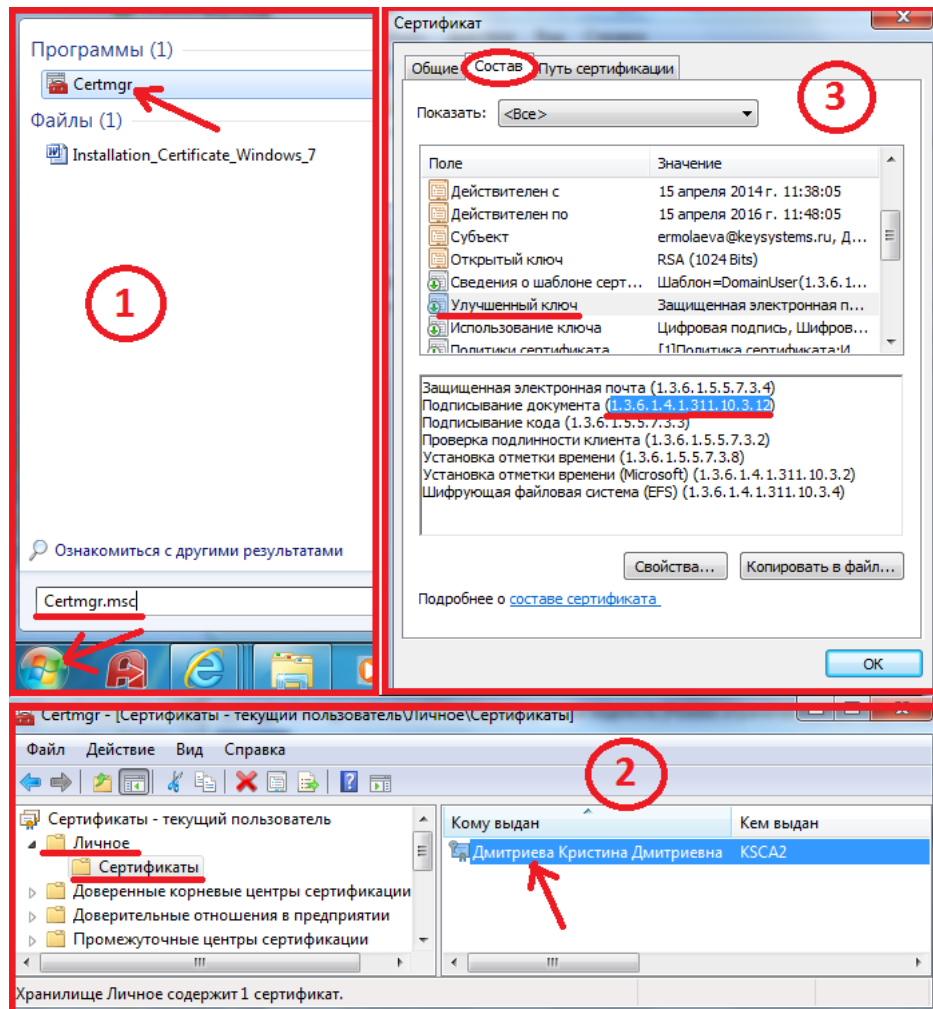 Программы (1)
Certmgr
Файлы (1)
Installation_Certificate_Windows_7
1
Ознакомиться с другими результатами
Certmgr.msc
Сертификат
Общие Состав Путь сертификации
3
Показать: <Все>
Поле Значение
Действителен с 15 апреля 2014 г. 11:38:05
Действителен по 15 апреля 2016 г. 11:48:05
Субъект ermolaeva@keysystems.ru, Д...
Открытый ключ RSA (1024 Bits)
Сведения о шаблоне серт... Шаблон=DomainUser(1.3.6.1...
Улучшенный ключ Защищенная электронная п...
Использование ключа Цифровая подпись, Шифров...
Политики сертификата [1]Политика сертификата:И...
Защищенная электронная почта (1.3.6.1.5.5.7.3.4)
Подписывание документа (1.3.6.1.4.1.311.10.3.12)
Подписывание кода (1.3.6.1.5.5.7.3.3)
Проверка подлинности клиента (1.3.6.1.5.5.7.3.2)
Установка отметки времени (1.3.6.1.5.5.7.3.8)
Установка отметки времени (Microsoft) (1.3.6.1.4.1.311.10.3.2)
Шифрующая файловая система (EFS) (1.3.6.1.4.1.311.10.3.4)
Свойства... Копировать в файл...
Подробнее о составе сертификата
ОК
Certmgr - [Сертификаты - текущий пользователь\Личное\Сертификаты]
Файл Действие Вид Справка
2
Сертификаты - текущий пользователь
Личное
Сертификаты
Доверенные корневые центры сертификации
Доверительные отношения в предприятии
Промежуточные центры сертификации
Кому выдан Кем выдан
Дмитриева Кристина Дмитриевна KSCA2
Хранилище Личное содержит 1 сертификат.